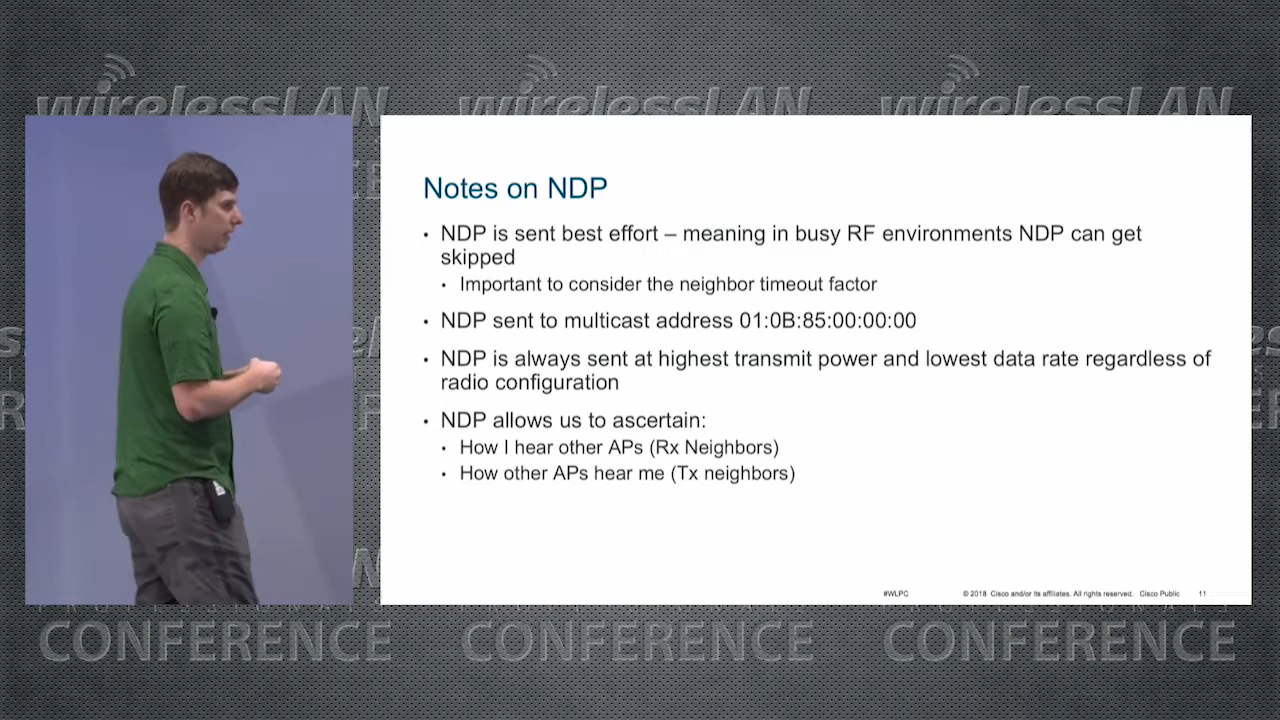 wirelessLAN wirelessLAN wirelessLAN
Notes on NDP
• NDP is sent best effort – meaning in busy RF environments NDP can get
skipped
• Important to consider the neighbor timeout factor
• NDP sent to multicast address 01:0B:85:00:00:00
• NDP is always sent at highest transmit power and lowest data rate regardless of
radio configuration
• NDP allows us to ascertain:
• How I hear other APs (Rx Neighbors)
• How other APs hear me (Tx neighbors)
#WLPC © 2018 Cisco and/or its affiliates. All rights reserved. Cisco Public 11
CONFERENCE CONFERENCE CONFERENCE